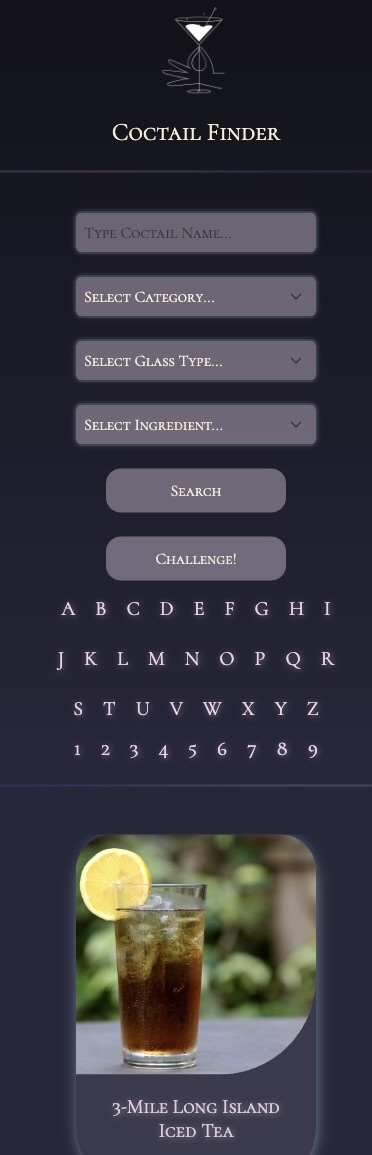 Coctail Finder
Type Coctail Name...
Select Category...
Select Glass Type...
Select Ingredient...
Search
Challenge!
A B C D E F G H I
J K L M N O P Q R
S T U V W X Y Z
1 2 3 4 5 6 7 8 9
3-Mile Long Island
Iced Tea